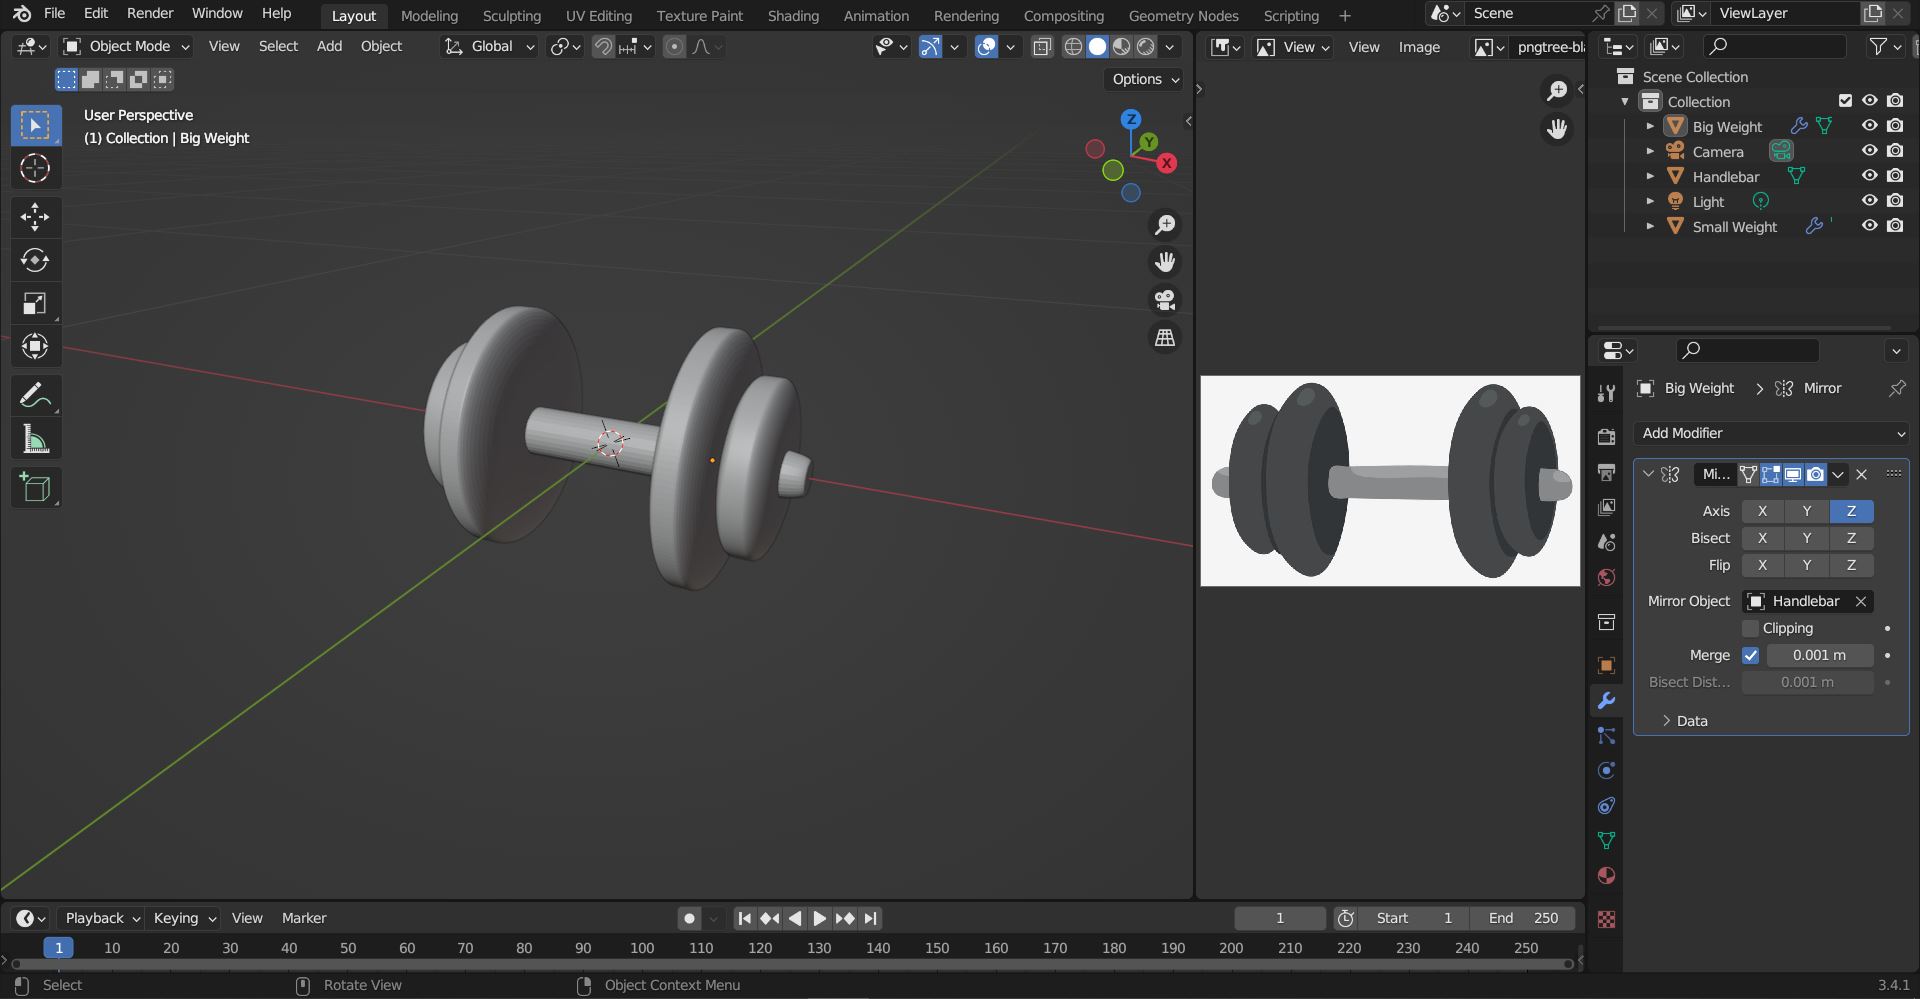 File Edit Render Window Help Layout Modeling Sculpting UV Editing Texture Paint Shading Animation Rendering Compositing Geometry Nodes Scripting + Scene ViewLayer
Object Mode View Select Add Object Global View View Image pngtree-bla
Options
User Perspective
(1) Collection | Big Weight
Z
Y
X
Scene Collection
Collection
Big Weight
Camera
Handlebar
Light
Small Weight
Big Weight > Mirror
Add Modifier
Mi...
Axis X Y Z
Bisect X Y Z
Flip X Y Z
Mirror Object Handlebar
Clipping
Merge 0.001 m
Bisect Dist... 0.001 m
Data
Playback Keying View Marker 1 Start 1 End 250
1 10 20 30 40 50 60 70 80 90 100 110 120 130 140 150 160 170 180 190 200 210 220 230 240 250
Select Rotate View Object Context Menu 3.4.1